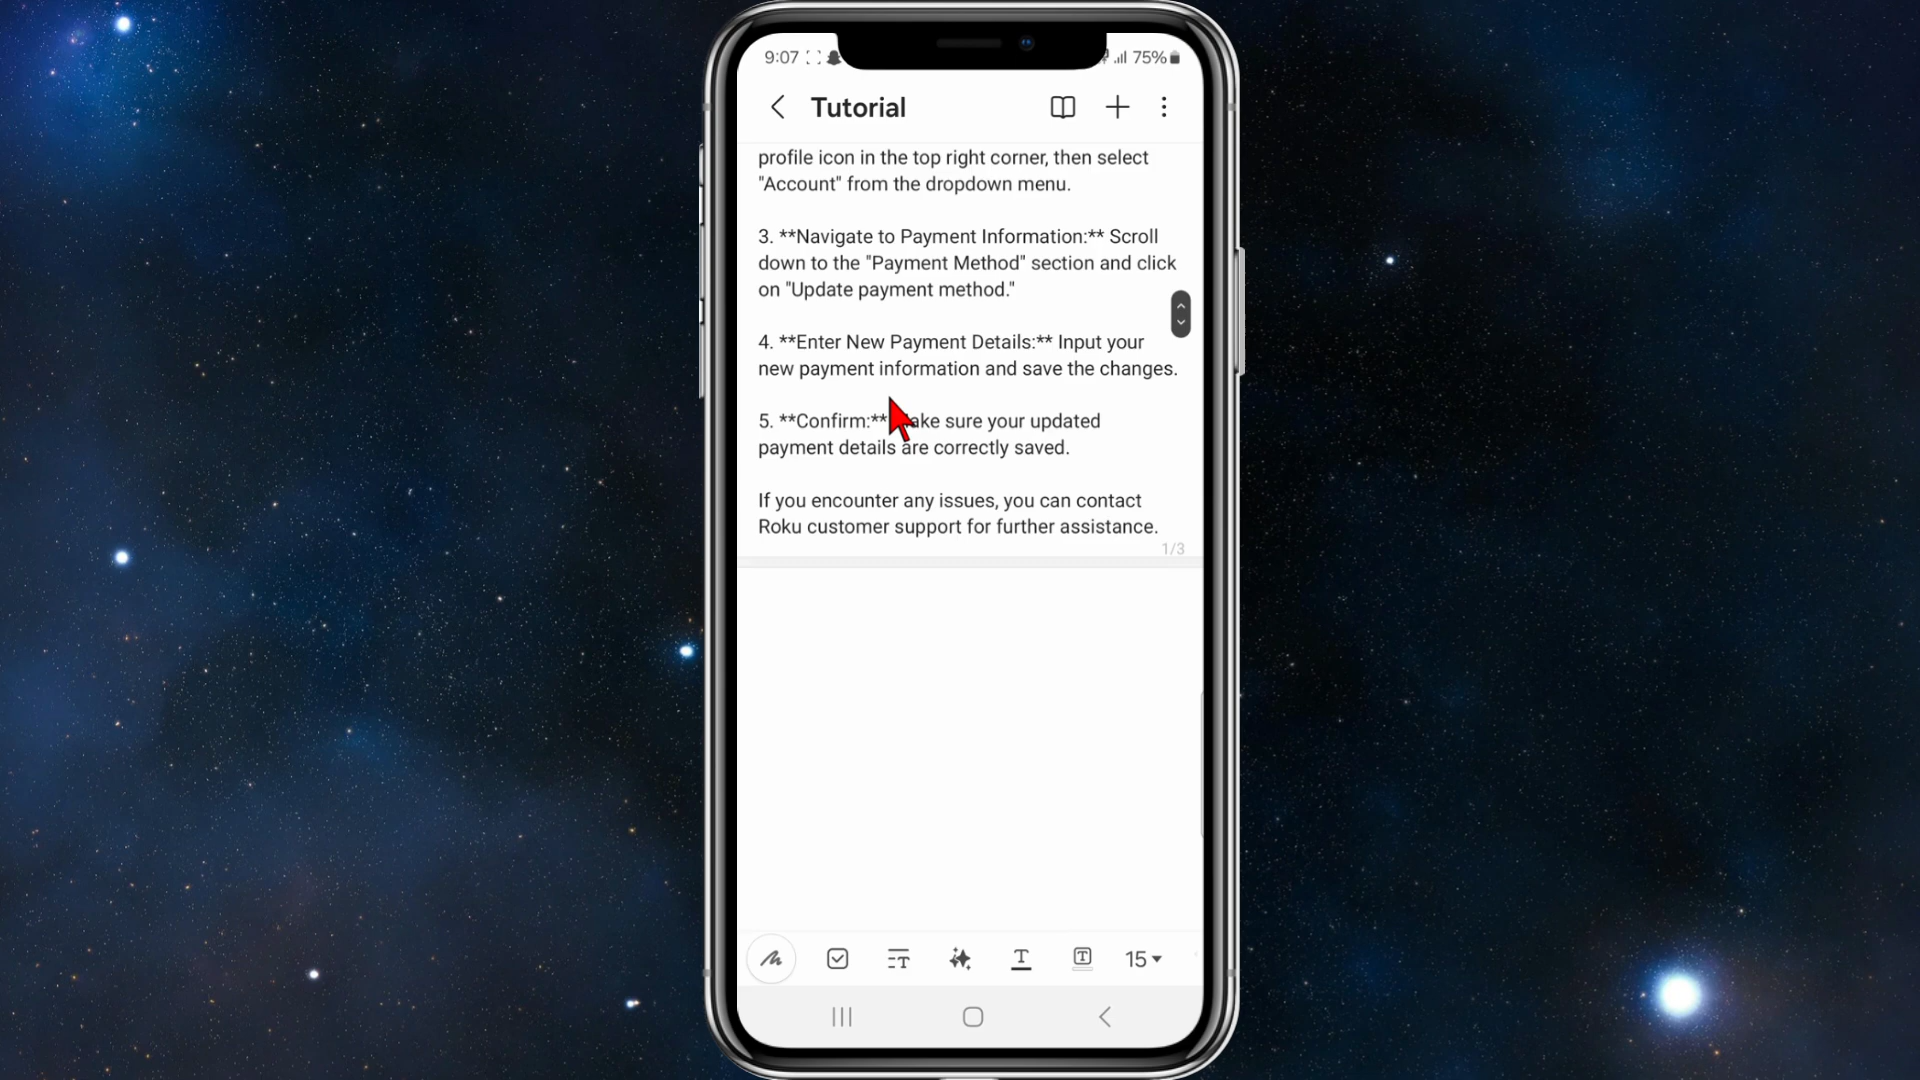 9:07
75%
Tutorial
profile icon in the top right corner, then select
"Account" from the dropdown menu.
3. **Navigate to Payment Information:** Scroll
down to the "Payment Method" section and click
on "Update payment method."
4. **Enter New Payment Details:** Input your
new payment information and save the changes.
5. **Confirm:** ake sure your updated
payment details are correctly saved.
If you encounter any issues, you can contact
Roku customer support for further assistance.
1/3
15